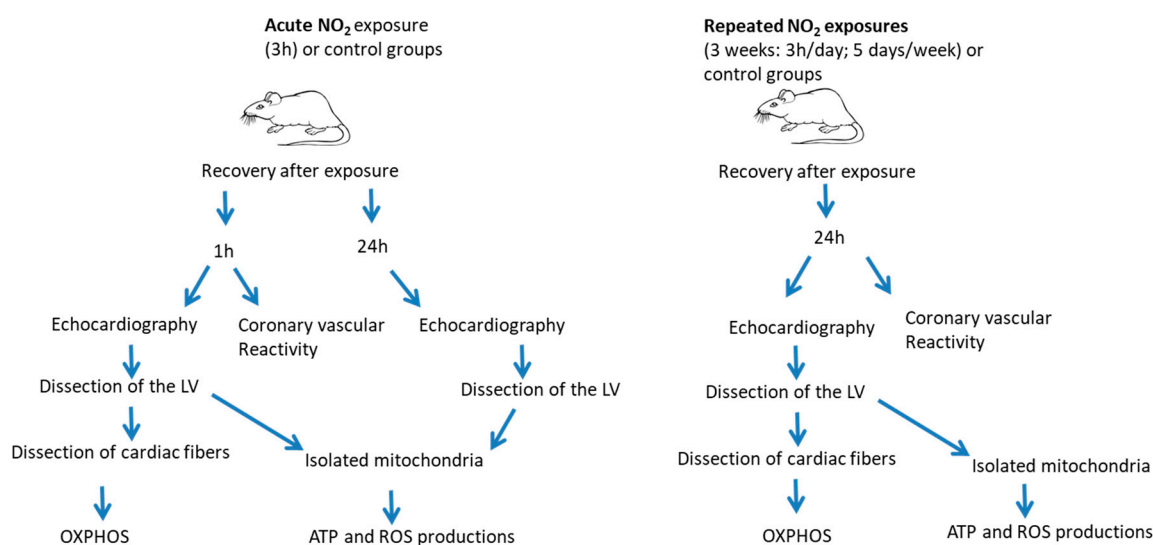 Acute NO₂ exposure
(3h) or control groups
Recovery after exposure
1h
24h
Echocardiography
Coronary vascular
Reactivity
Echocardiography
Dissection of the LV
Dissection of the LV
Dissection of cardiac fibers
Isolated mitochondria
OXPHOS
ATP and ROS productions
Repeated NO₂ exposures
(3 weeks: 3h/day; 5 days/week) or
control groups
Recovery after exposure
24h
Echocardiography
Coronary vascular
Reactivity
Dissection of the LV
Dissection of cardiac fibers
Isolated mitochondria
OXPHOS
ATP and ROS productions